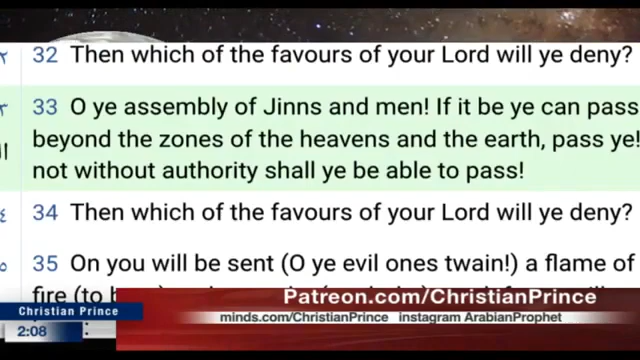 32 Then which of the favours of your Lord will ye deny?
33 O ye assembly of Jinns and men! If it be ye can pass
beyond the zones of the heavens and the earth, pass ye!
not without authority shall ye be able to pass!
34 Then which of the favours of your Lord will ye deny?
35 On you will be sent (O ye evil ones twain!) a flame of
fire (to
Patreon.com/ChristianPrince
Christian Prince
minds.com/ChristianPrince instagram ArabianProphet
2:08